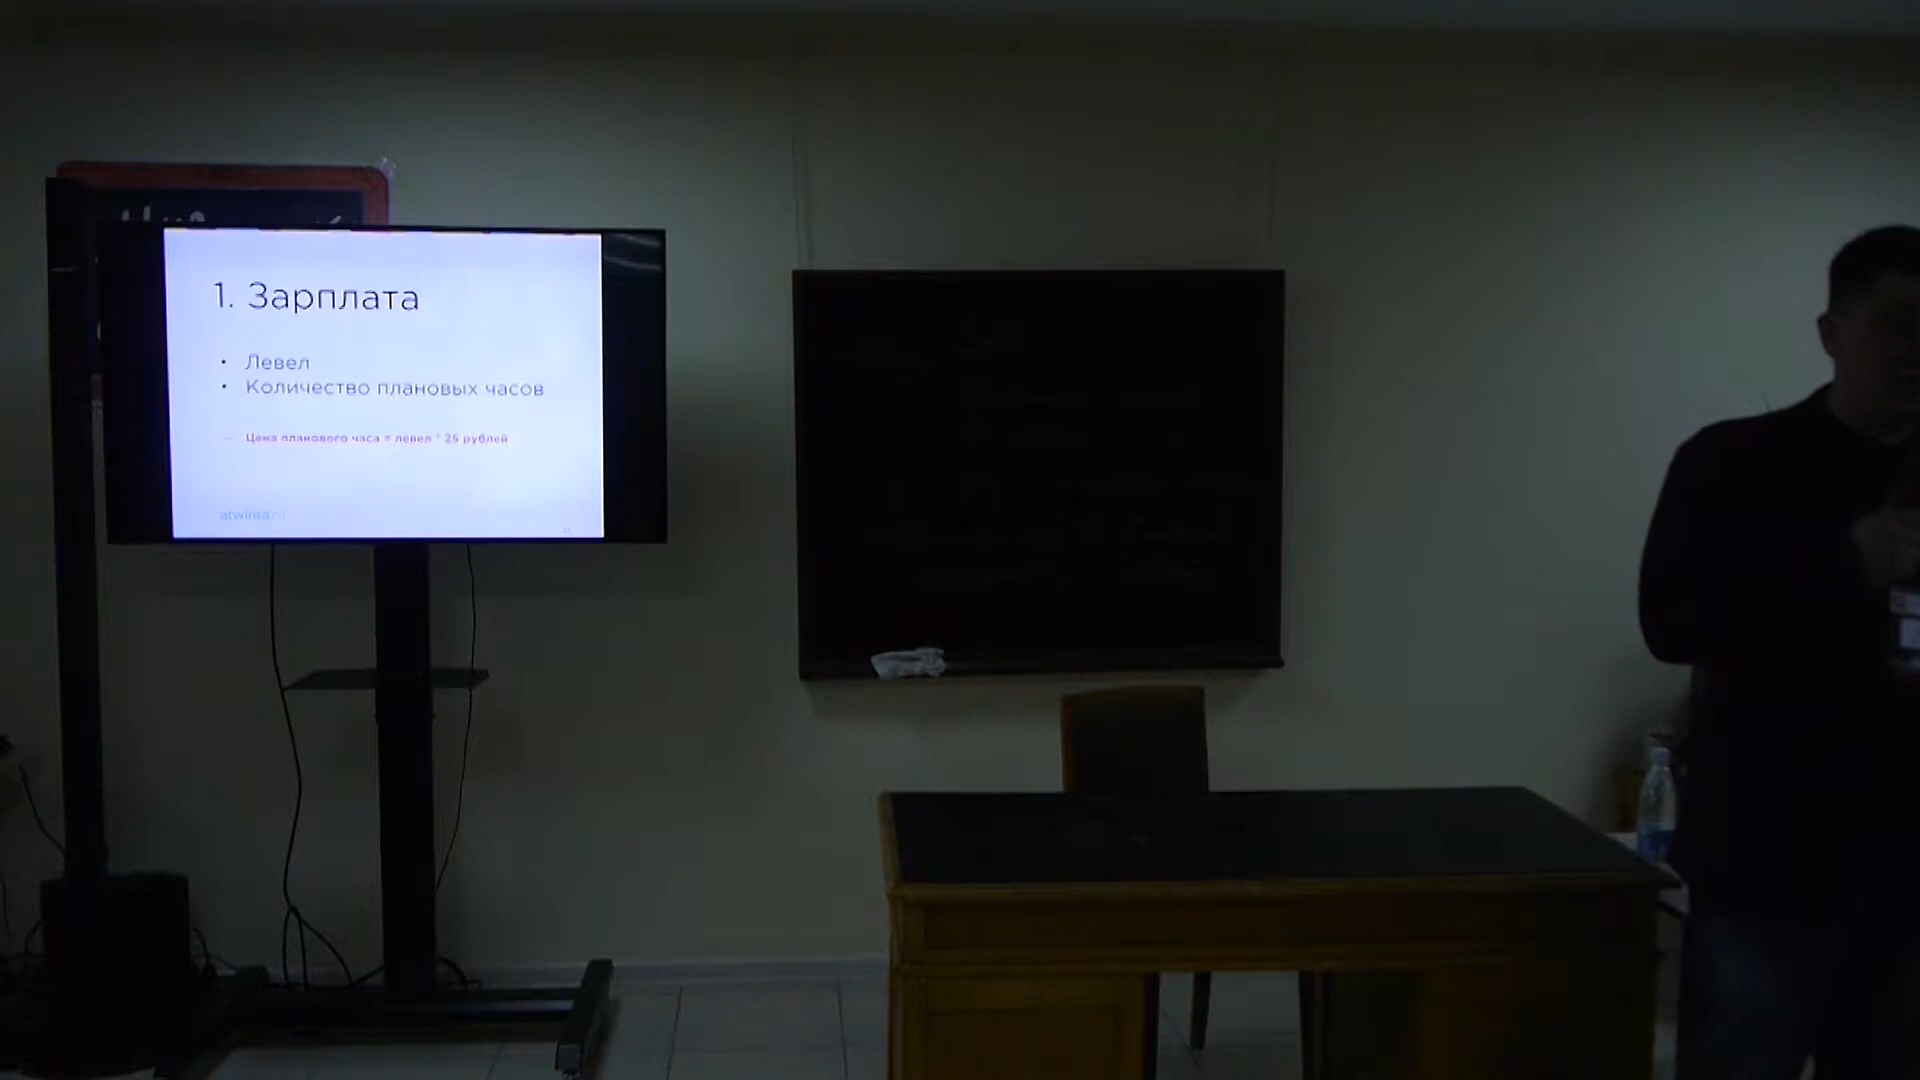 1. Зарплата
• Левел
• Количество плановых часов
– Цена планового часа = левел * 25 рублей